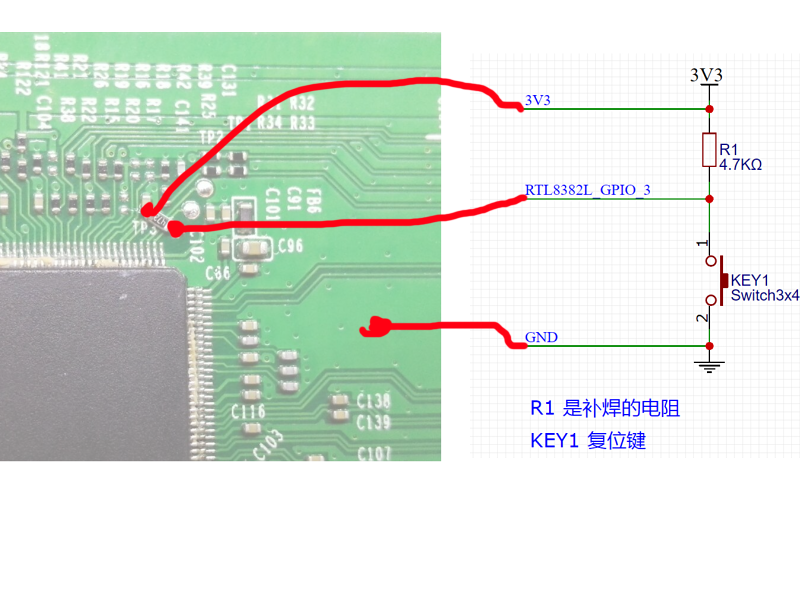 18
R121
R122
R41
R21
R26
R19
R16
R18
R42
R39
C131
C104
R38
R22
R15
R20
R17
C141
R25
R32
R34 R33
TP2
TP3
C102
C101
C91
FB6
C96
C86
C116
C138
C139
C103
C107
3V3
3V3
R1
4.7KΩ
RTL8382L_GPIO_3
1
KEY1
Switch3x4
2
GND
R1 是补焊的电阻
KEY1 复位键